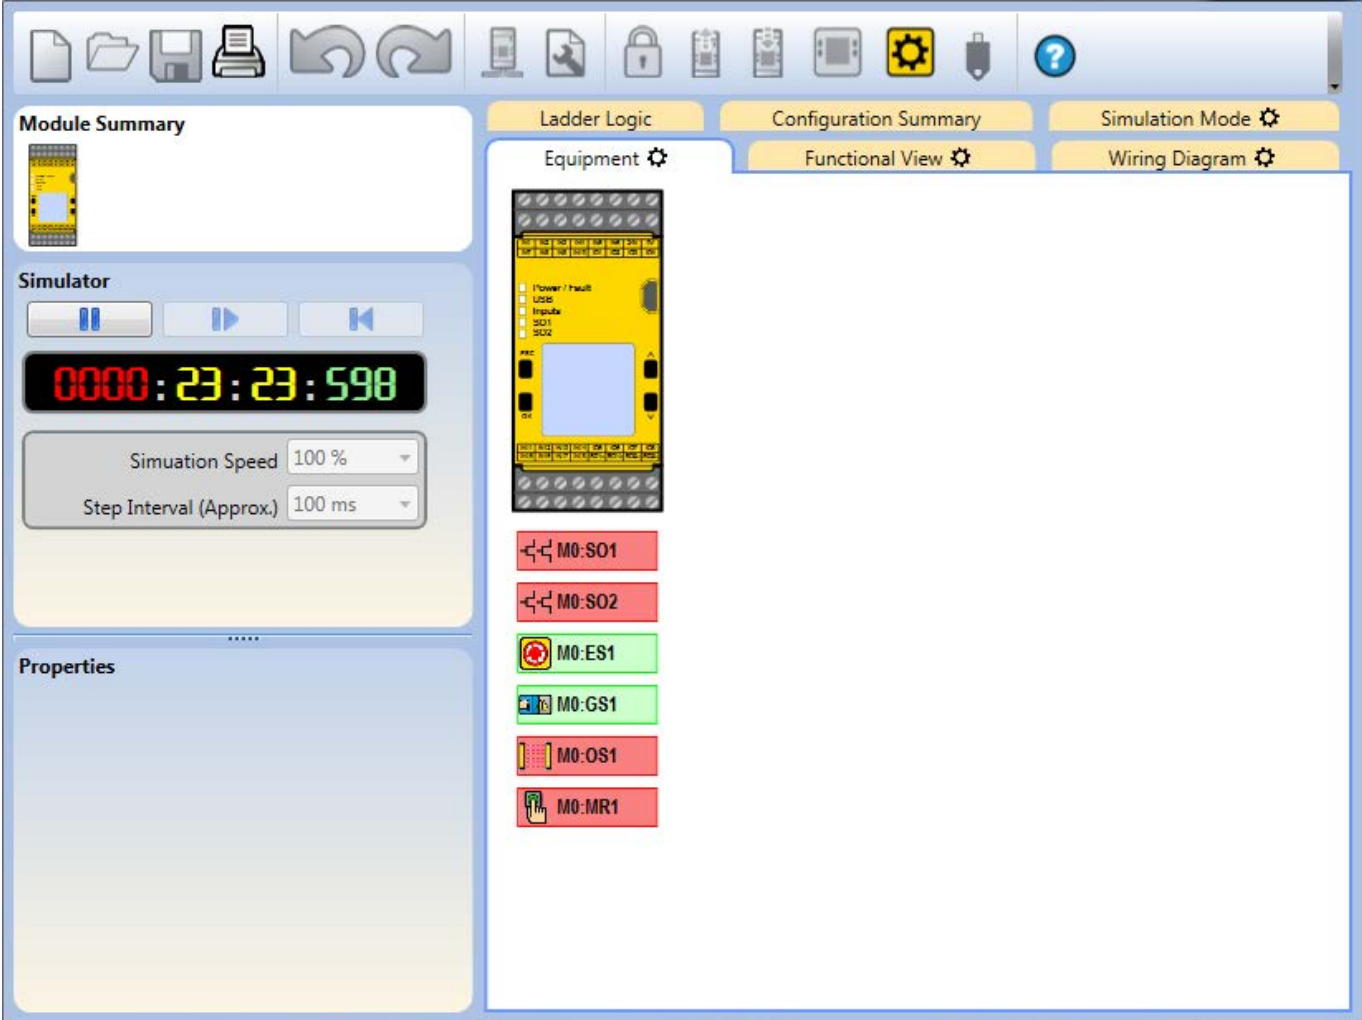 Module Summary
Simulator
0000:23:23:598
Simuation Speed 100 %
Step Interval (Approx.) 100 ms
Properties
Ladder Logic
Configuration Summary
Simulation Mode
Equipment
Functional View
Wiring Diagram
Power / Fault
USB
Inputs
SO1
SO2
OK
M0:SO1
M0:SO2
M0:ES1
M0:GS1
M0:OS1
M0:MR1